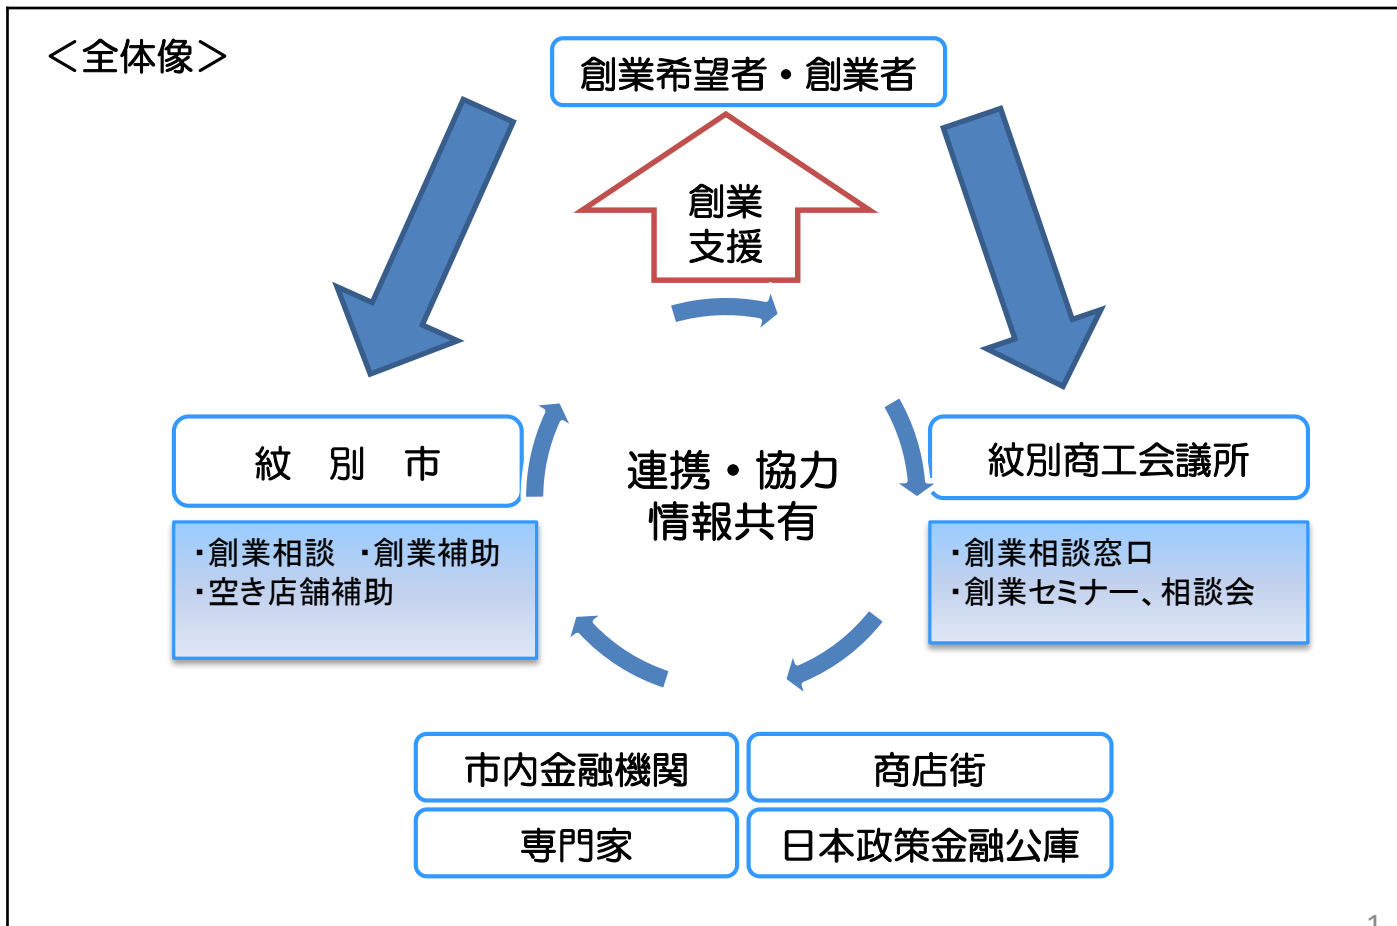 ＜全体像＞
創業希望者・創業者
創業
支援
紋　別　市
・創業相談　・創業補助
・空き店舗補助
連携・協力
情報共有
紋別商工会議所
・創業相談窓口
・創業セミナー、相談会
市内金融機関
商店街
専門家
日本政策金融公庫
1